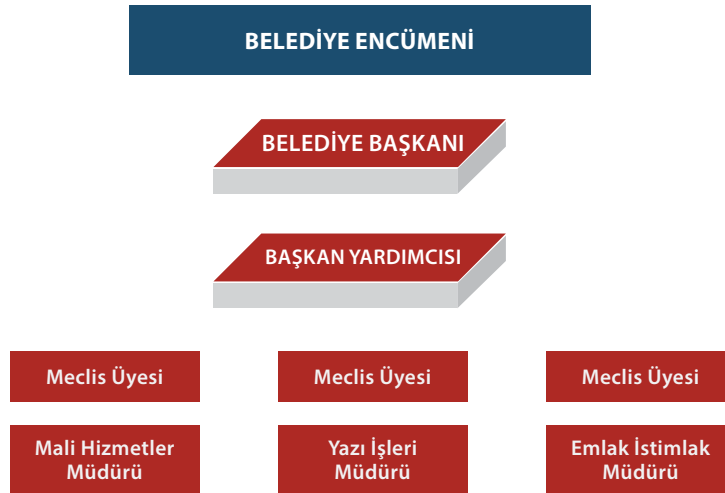 BELEDİYE ENCÜMENİ
BELEDİYE BAŞKANI
BAŞKAN YARDIMCISI
Meclis Üyesi
Meclis Üyesi
Meclis Üyesi
Mali Hizmetler
Müdürü
Yazı İşleri
Müdürü
Emlak İstimlak
Müdürü